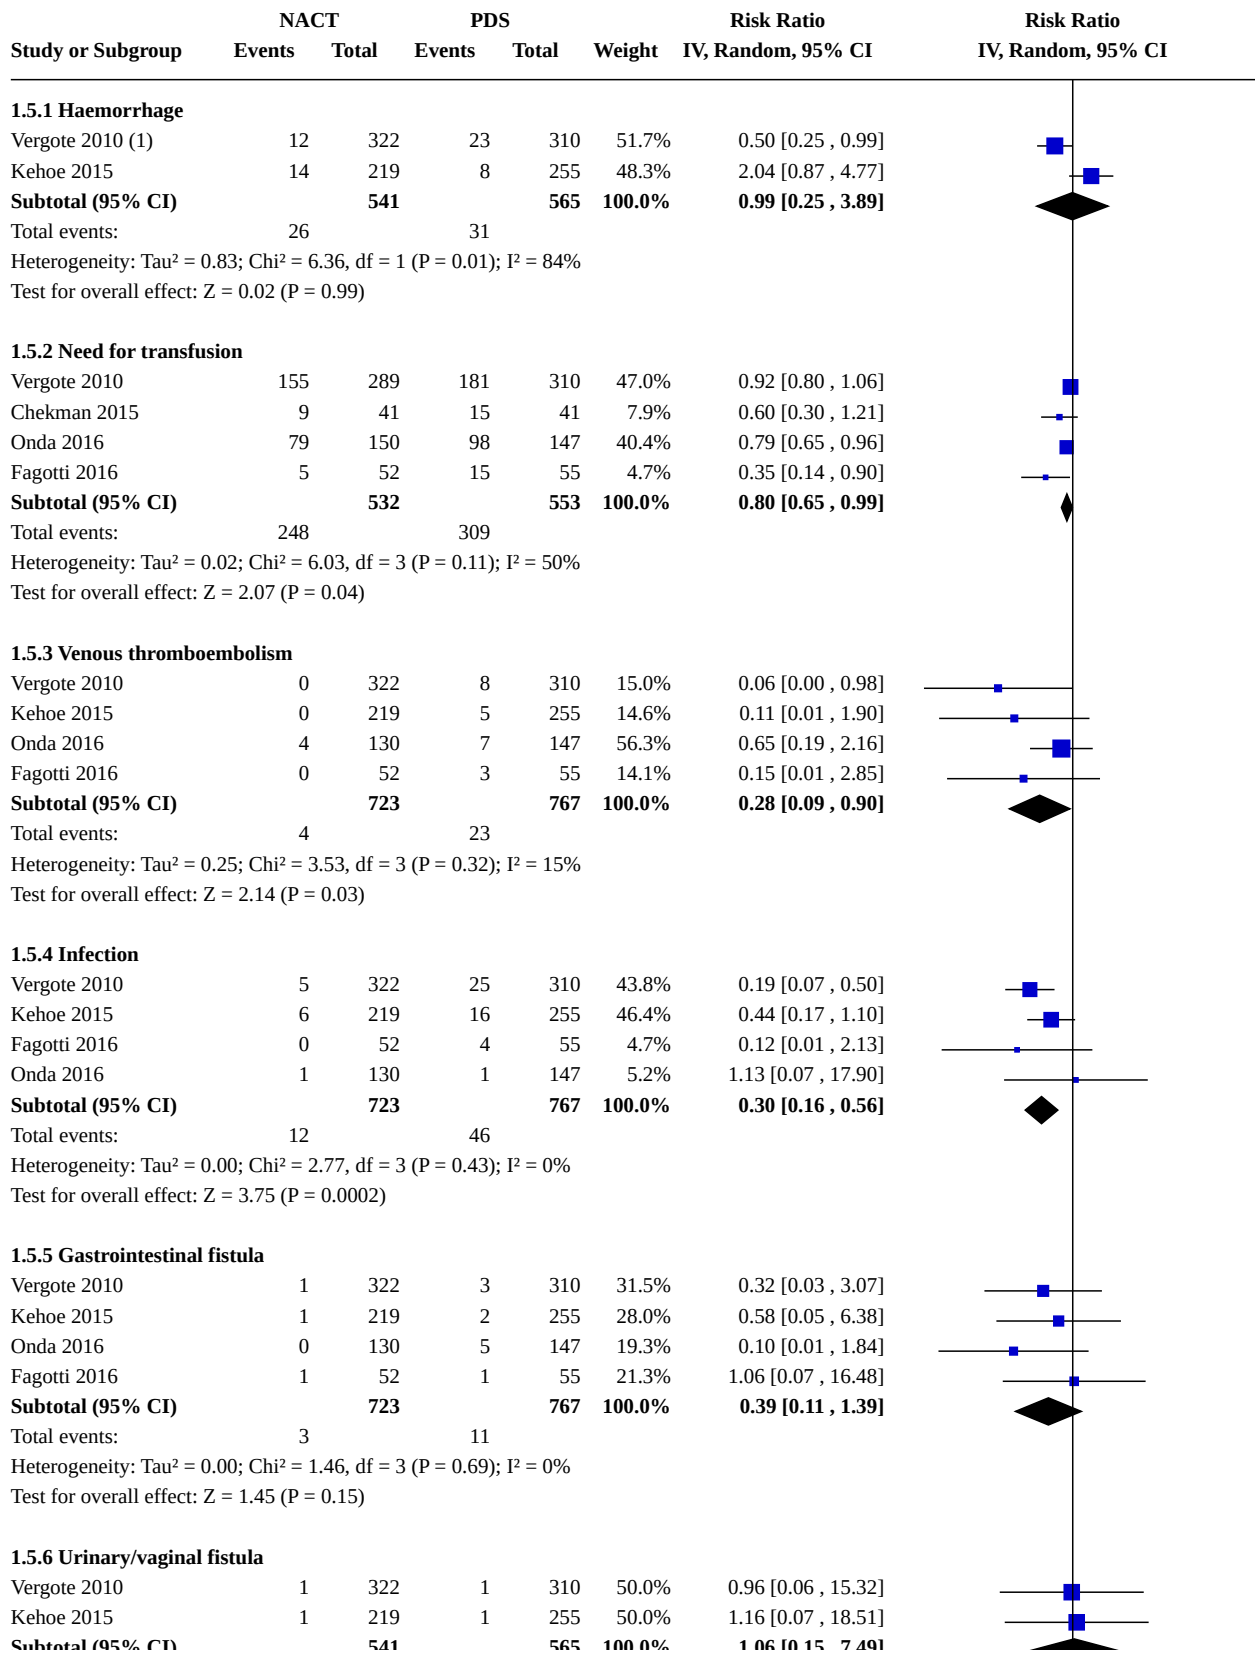 NACT PDS Risk Ratio Risk Ratio
Study or Subgroup Events Total Events Total Weight IV, Random, 95% CI IV, Random, 95% CI
1.5.1 Haemorrhage
Vergote 2010 (1) 12 322 23 310 51.7% 0.50 [0.25 , 0.99]
Kehoe 2015 14 219 8 255 48.3% 2.04 [0.87 , 4.77]
Subtotal (95% CI) 541 565 100.0% 0.99 [0.25 , 3.89]
Total events: 26 31
Heterogeneity: Tau² = 0.83; Chi² = 6.36, df = 1 (P = 0.01); I² = 84%
Test for overall effect: Z = 0.02 (P = 0.99)
1.5.2 Need for transfusion
Vergote 2010 155 289 181 310 47.0% 0.92 [0.80 , 1.06]
Chekman 2015 9 41 15 41 7.9% 0.60 [0.30 , 1.21]
Onda 2016 79 150 98 147 40.4% 0.79 [0.65 , 0.96]
Fagotti 2016 5 52 15 55 4.7% 0.35 [0.14 , 0.90]
Subtotal (95% CI) 532 553 100.0% 0.80 [0.65 , 0.99]
Total events: 248 309
Heterogeneity: Tau² = 0.02; Chi² = 6.03, df = 3 (P = 0.11); I² = 50%
Test for overall effect: Z = 2.07 (P = 0.04)
1.5.3 Venous thromboembolism
Vergote 2010 0 322 8 310 15.0% 0.06 [0.00 , 0.98]
Kehoe 2015 0 219 5 255 14.6% 0.11 [0.01 , 1.90]
Onda 2016 4 130 7 147 56.3% 0.65 [0.19 , 2.16]
Fagotti 2016 0 52 3 55 14.1% 0.15 [0.01 , 2.85]
Subtotal (95% CI) 723 767 100.0% 0.28 [0.09 , 0.90]
Total events: 4 23
Heterogeneity: Tau² = 0.25; Chi² = 3.53, df = 3 (P = 0.32); I² = 15%
Test for overall effect: Z = 2.14 (P = 0.03)
1.5.4 Infection
Vergote 2010 5 322 25 310 43.8% 0.19 [0.07 , 0.50]
Kehoe 2015 6 219 16 255 46.4% 0.44 [0.17 , 1.10]
Fagotti 2016 0 52 4 55 4.7% 0.12 [0.01 , 2.13]
Onda 2016 1 130 1 147 5.2% 1.13 [0.07 , 17.90]
Subtotal (95% CI) 723 767 100.0% 0.30 [0.16 , 0.56]
Total events: 12 46
Heterogeneity: Tau² = 0.00; Chi² = 2.77, df = 3 (P = 0.43); I² = 0%
Test for overall effect: Z = 3.75 (P = 0.0002)
1.5.5 Gastrointestinal fistula
Vergote 2010 1 322 3 310 31.5% 0.32 [0.03 , 3.07]
Kehoe 2015 1 219 2 255 28.0% 0.58 [0.05 , 6.38]
Onda 2016 0 130 5 147 19.3% 0.10 [0.01 , 1.84]
Fagotti 2016 1 52 1 55 21.3% 1.06 [0.07 , 16.48]
Subtotal (95% CI) 723 767 100.0% 0.39 [0.11 , 1.39]
Total events: 3 11
Heterogeneity: Tau² = 0.00; Chi² = 1.46, df = 3 (P = 0.69); I² = 0%
Test for overall effect: Z = 1.45 (P = 0.15)
1.5.6 Urinary/vaginal fistula
Vergote 2010 1 322 1 310 50.0% 0.96 [0.06 , 15.32]
Kehoe 2015 1 219 1 255 50.0% 1.16 [0.07 , 18.51]
Subtotal (95% CI) 541 565 100.0% 1.06 [0.15 , 7.49]